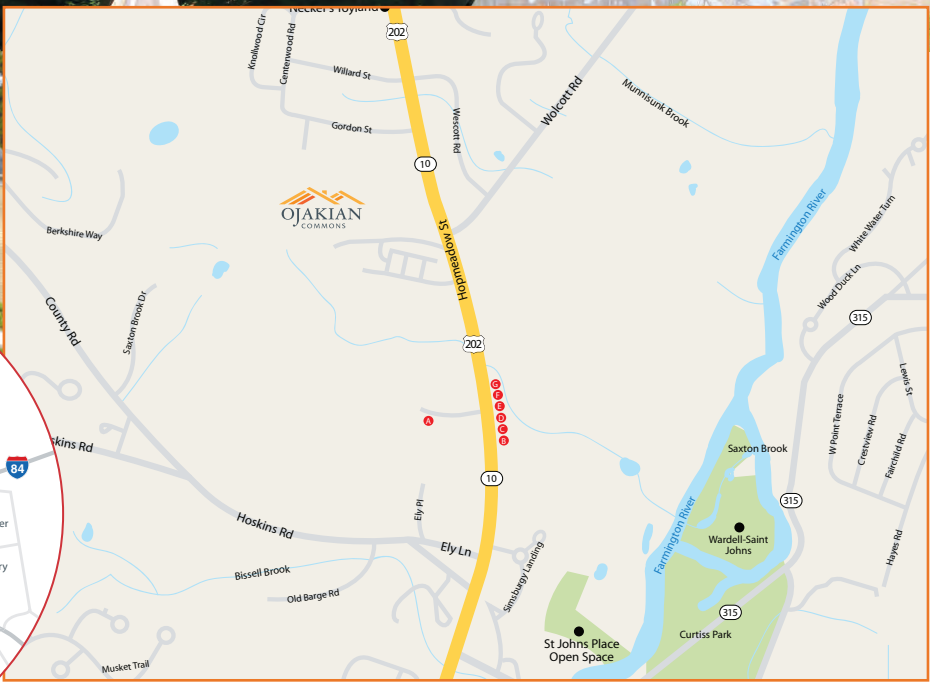 Necker's Toyland
202
Knollwood Cir
Centerwood Rd
Willard St
Gordon St
Wescott Rd
Wolcott Rd
Munnisunk Brook
10
OJAKIAN
COMMONS
Hopmeadow St
Berkshire Way
County Rd
Saxton Brook Dr
Farmington River
White Water Turn
Wood Duck Ln
315
202
G
F
E
D
C
B
A
Lewis St
W Point Terrace
Crestview Rd
Fairchild Rd
skins Rd
84
Saxton Brook
10
315
Ely Pl
Hoskins Rd
Ely Ln
Farmington River
Wardell-Saint
Johns
Hayes Rd
er
ry
Bissell Brook
Old Barge Rd
Simsburgy Landing
315
Curtiss Park
St Johns Place
Open Space
Musket Trail